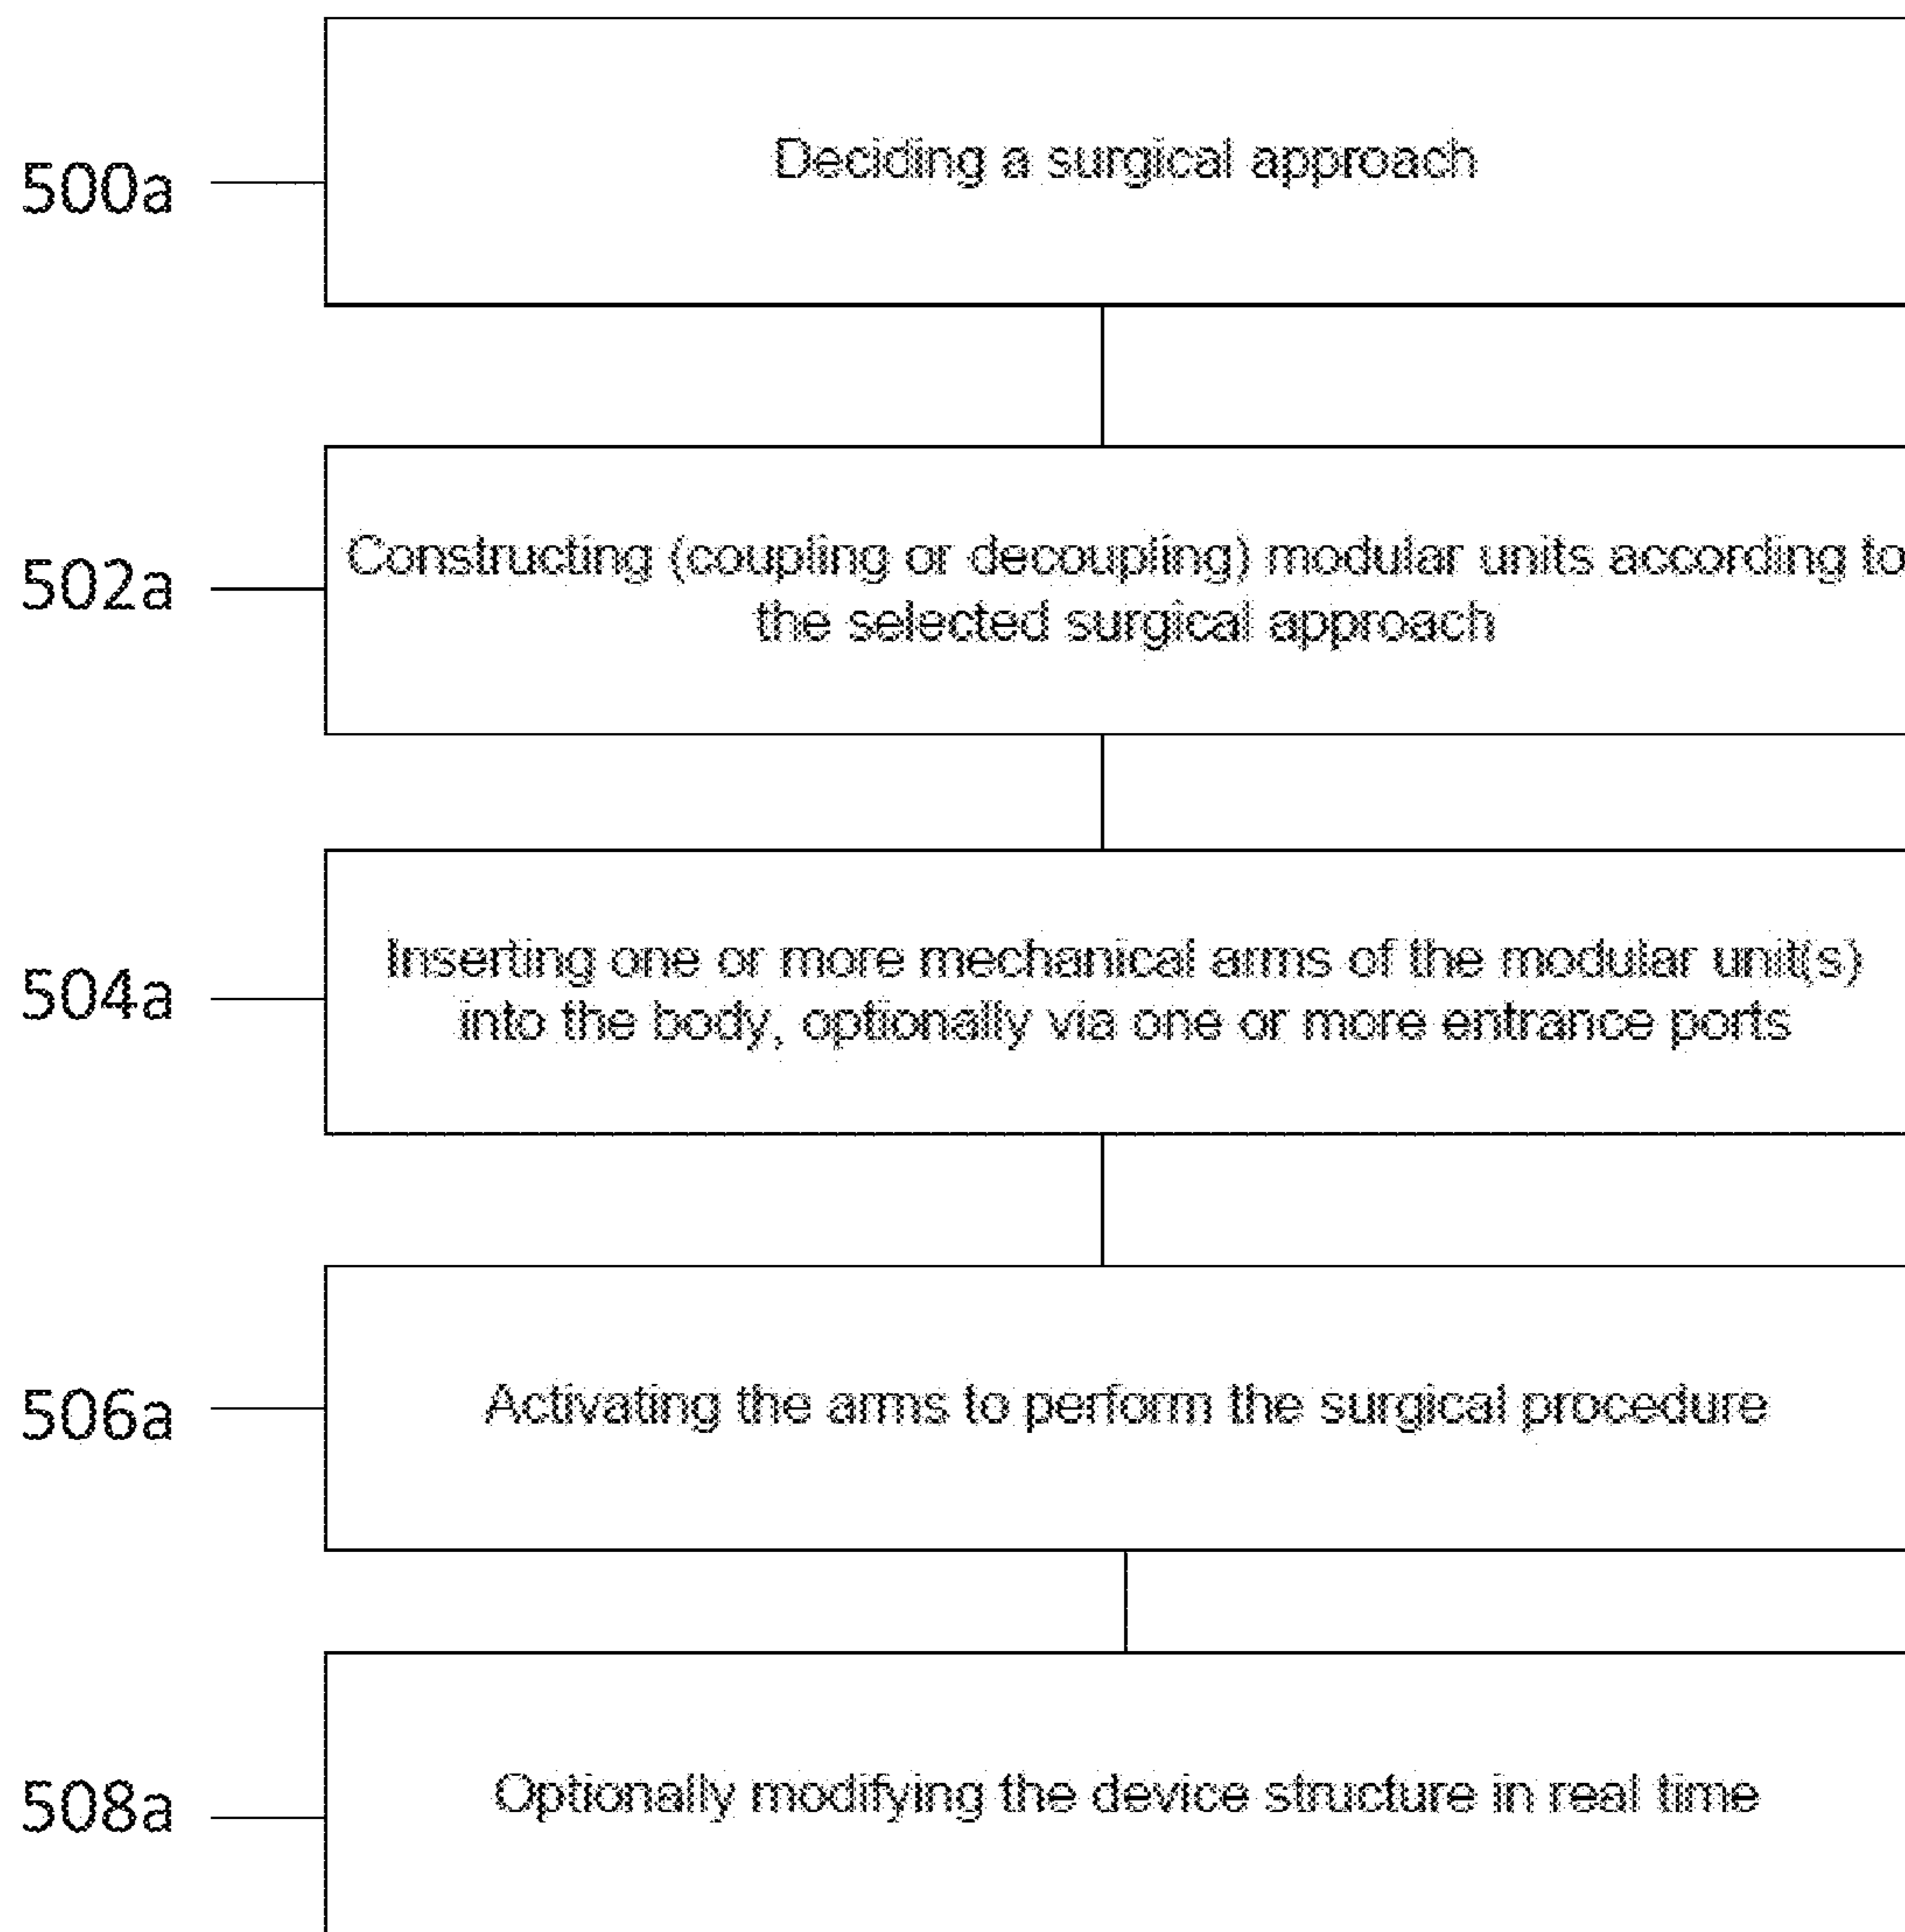 500a
Deciding a surgical approach
502a
Constructing (coupling or decoupling) modular units according to
the selected surgical approach
504a
Inserting one or more mechanical arms of the modular unit(s)
into the body, optionally via one or more entrance ports
506a
Activating the arms to perform the surgical procedure
508a
Optionally modifying the device structure in real time